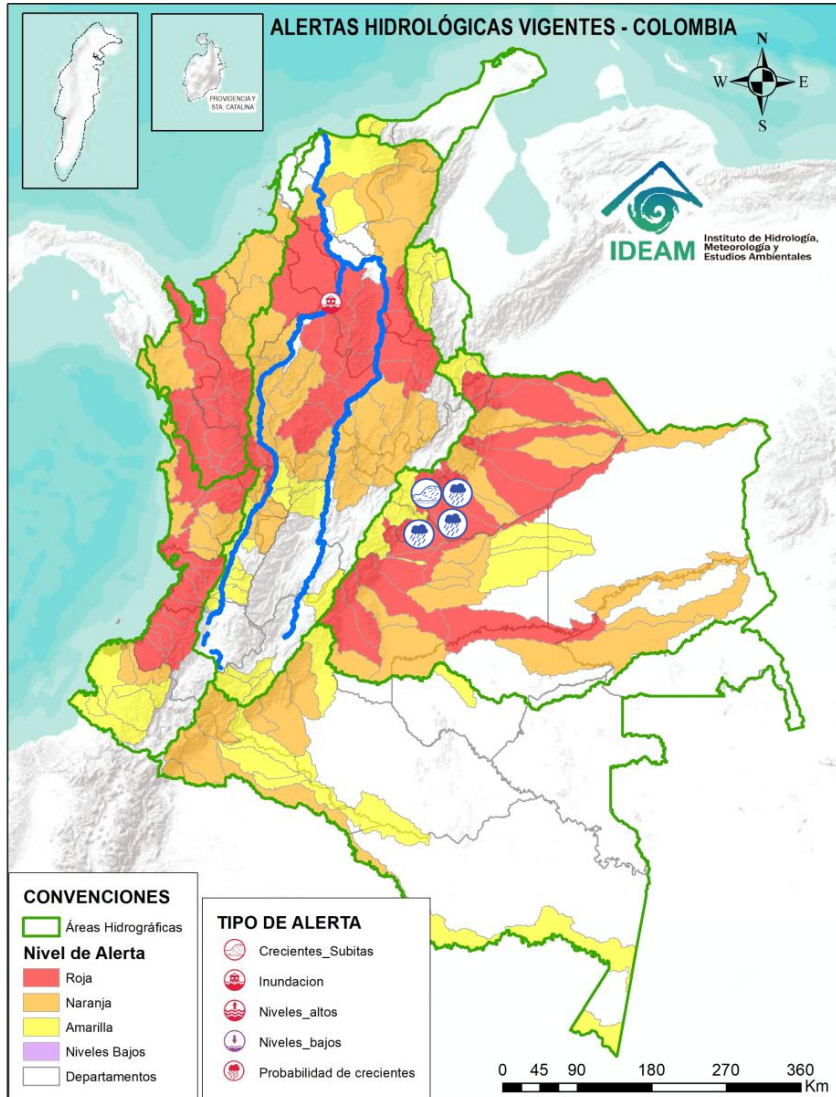 ALERTAS HIDROLÓGICAS VIGENTES - COLOMBIA
PROVIDENCIA Y
STA. CATALINA
N
W
E
S
IDEAM
Instituto de Hidrología,
Meteorología y
Estudios Ambientales
CONVENCIONES
Áreas Hidrográficas
Nivel de Alerta
Roja
Naranja
Amarilla
Niveles Bajos
Departamentos
TIPO DE ALERTA
Crecientes_Subitas
Inundacion
Niveles_altos
Niveles_bajos
Probabilidad de crecientes
0 45 90 180 270 360
Km